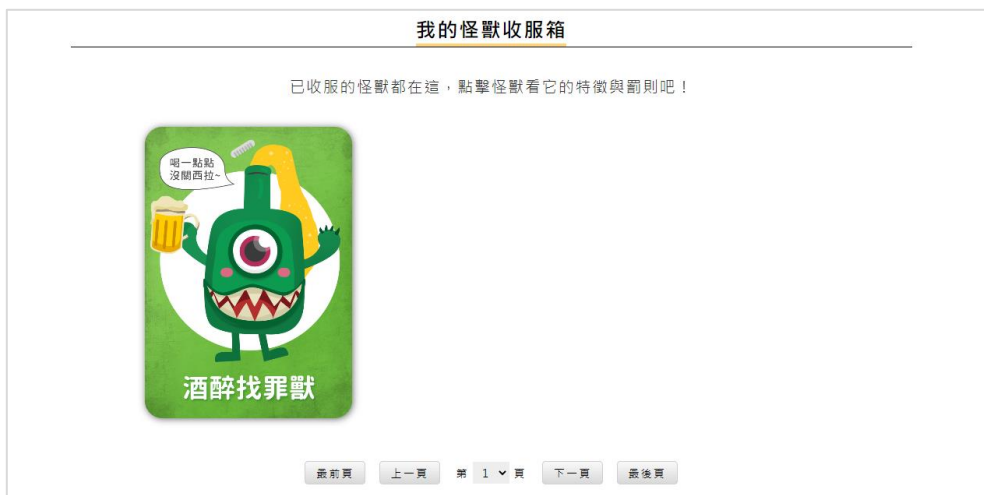 我的怪獸收服箱
已收服的怪獸都在這，點擊怪獸看它的特徵與罰則吧！
喝一點點
沒關西拉~
酒醉找罪獸
最前頁 上一頁 第 1 頁 下一頁 最後頁